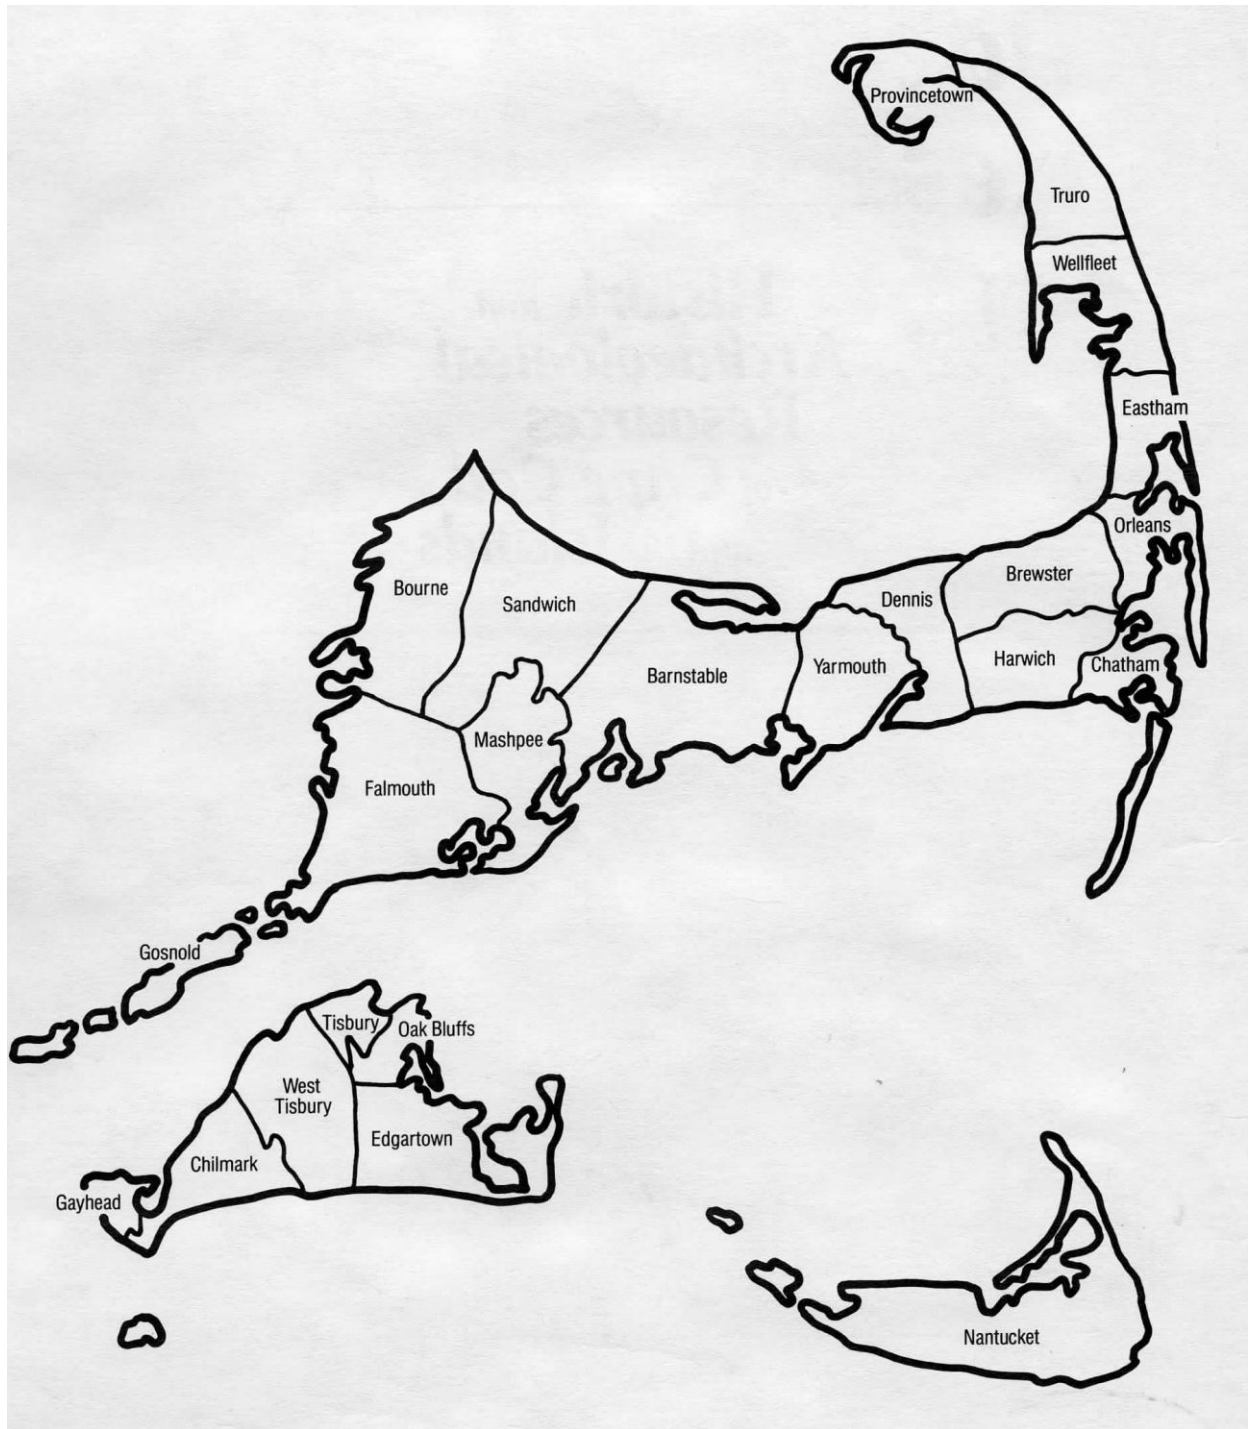 Provincetown
Truro
Wellfleet
Eastham
Orleans
Brewster
Dennis
Bourne
Sandwich
Harwich
Chatham
Yarmouth
Barnstable
Mashpee
Falmouth
Gosnold
Tisbury
Oak Bluffs
West
Tisbury
Edgartown
Chilmark
Gayhead
Nantucket